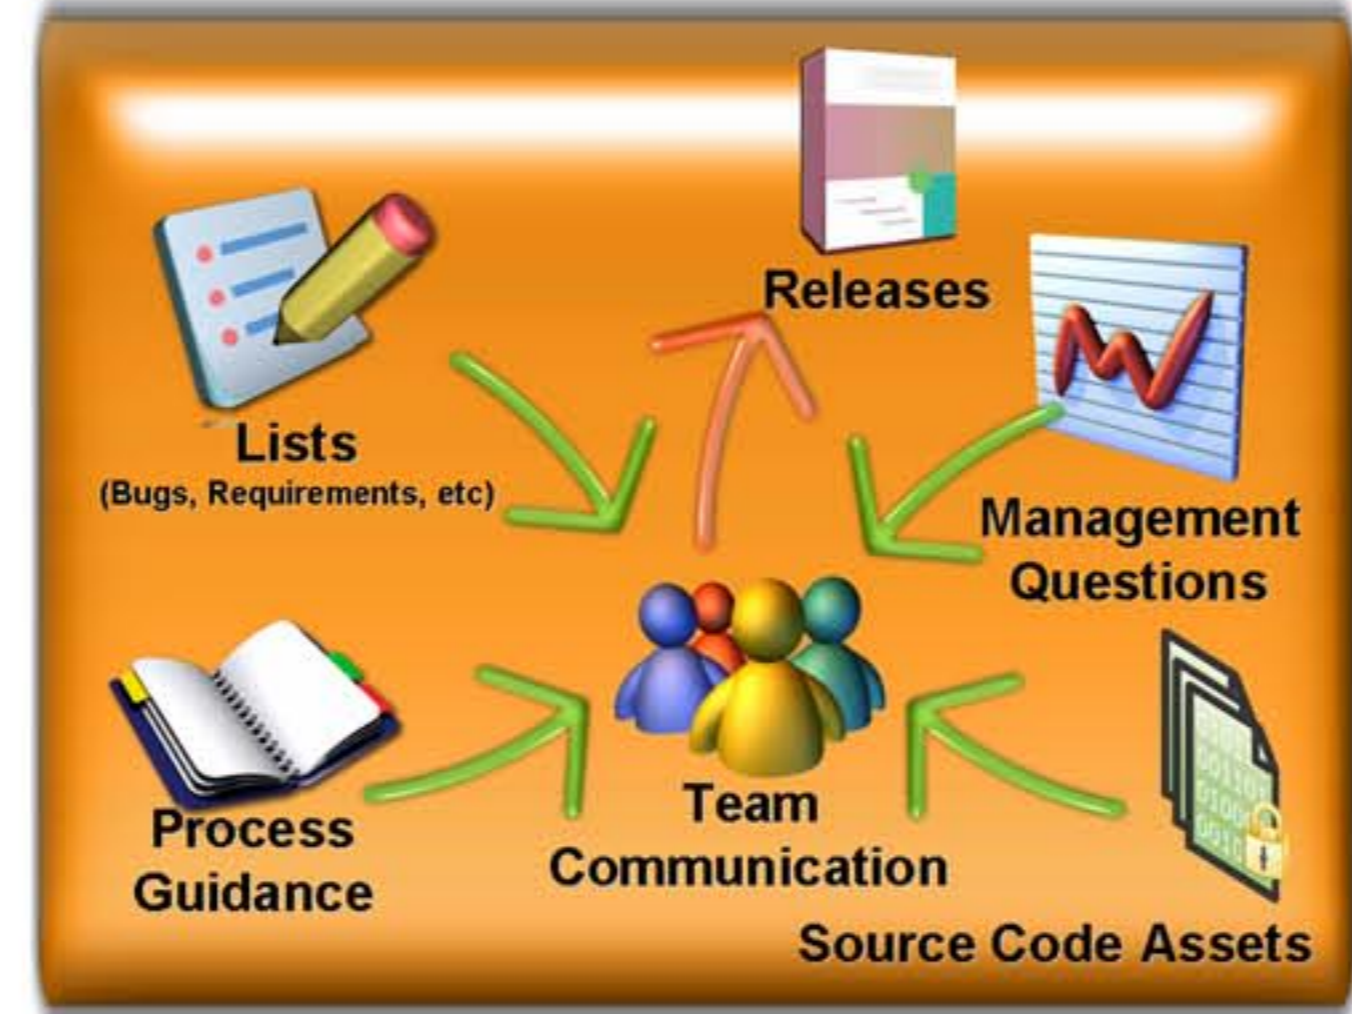 Releases
Lists
(Bugs, Requirements, etc)
Management
Questions
Process
Guidance
Team
Communication
Source Code Assets